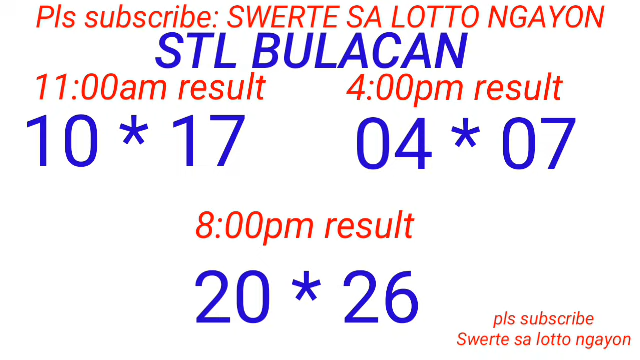 Pls subscribe: SWERTE SA LOTTO NGAYON
STL BULACAN
11:00am result
10 * 17
4:00pm result
04 * 07
8:00pm result
20 * 26
pls subscribe
Swerte sa lotto ngayon